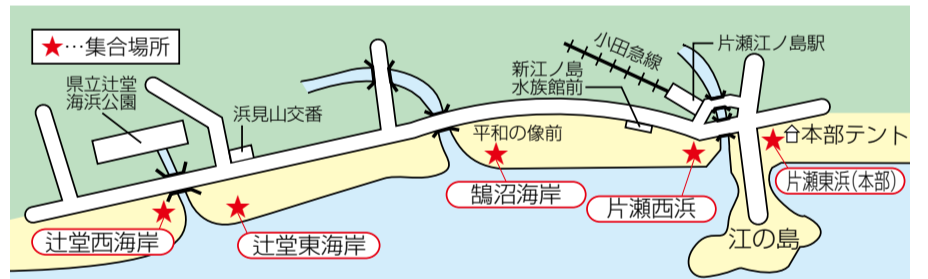 ★…集合場所
県立辻堂
海浜公園
浜見山交番
小田急線
片瀬江ノ島駅
新江ノ島
水族館前
平和の像前
本部テント
鵠沼海岸
片瀬西浜
片瀬東浜(本部)
辻堂西海岸
辻堂東海岸
江の島